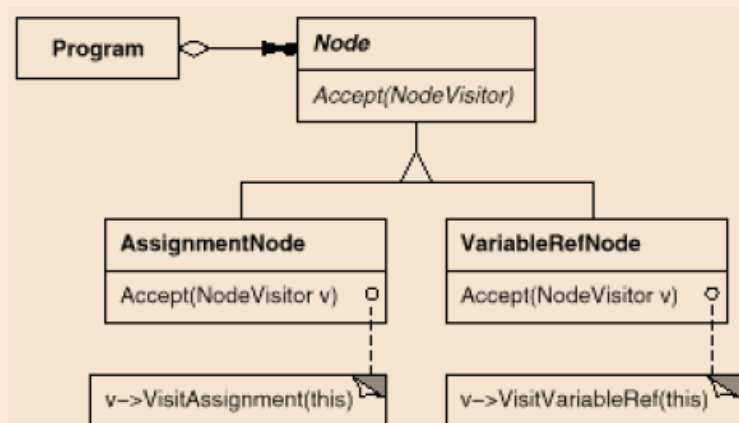 Program
Node
Accept(NodeVisitor)
AssignmentNode
Accept(NodeVisitor v)
VariableRefNode
Accept(NodeVisitor v)
v->VisitAssignment(this)
v->VisitVariableRef(this)